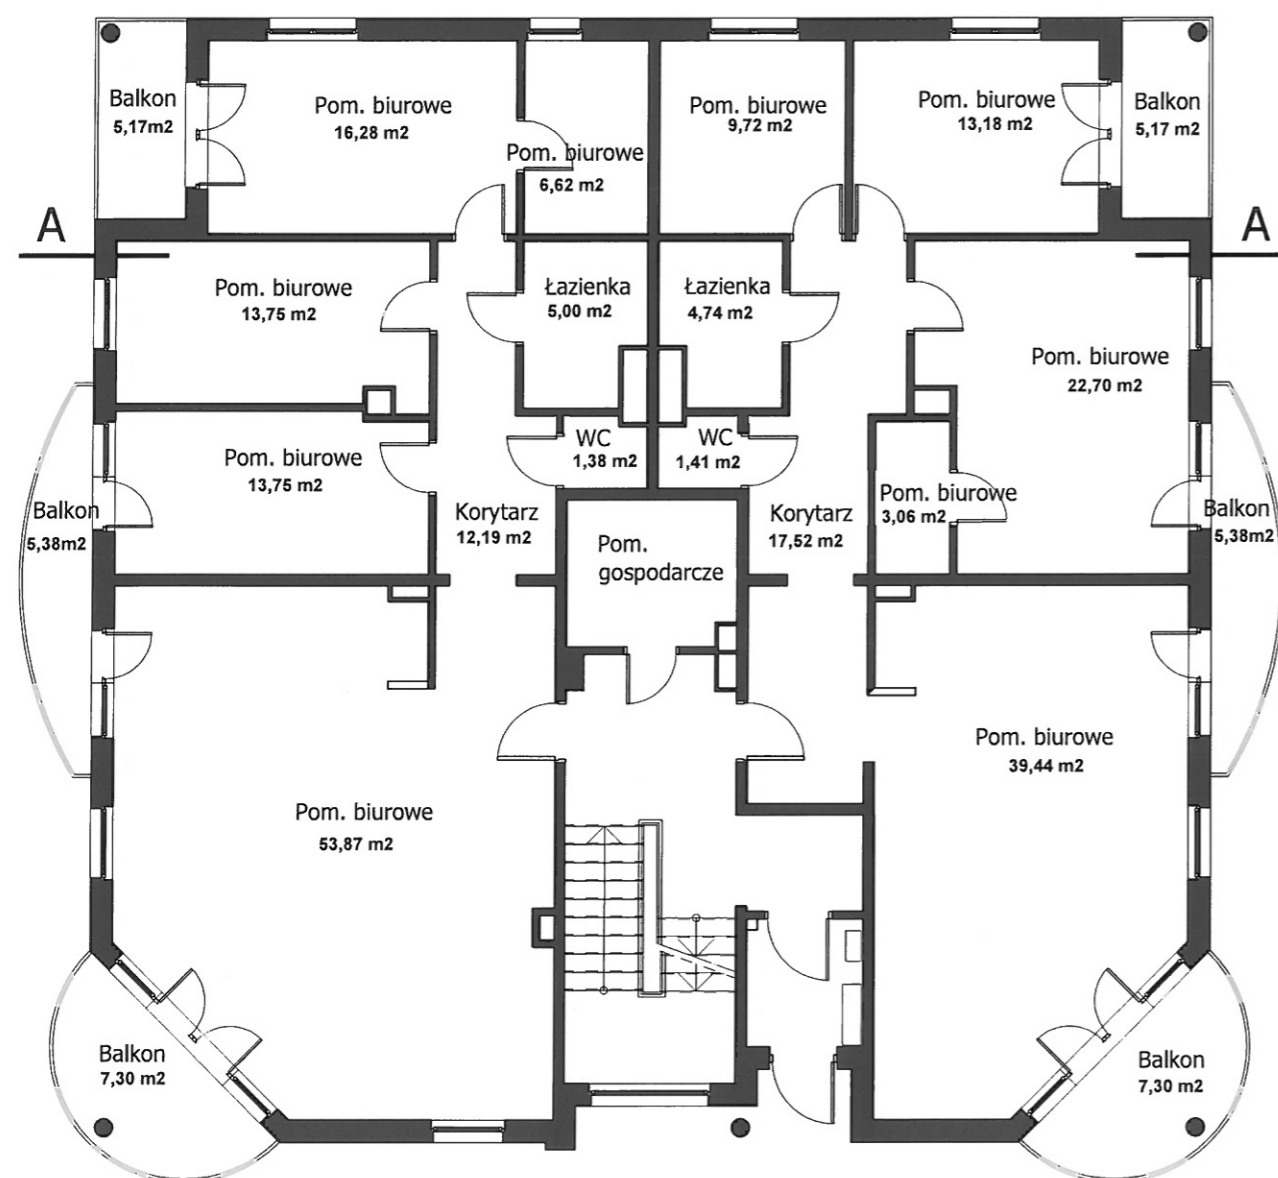 Balkon
5,17m2
Pom. biurowe
16,28 m2
Pom. biurowe
6,62 m2
Pom. biurowe
9,72 m2
Pom. biurowe
13,18 m2
Balkon
5,17 m2
A
A
Pom. biurowe
13,75 m2
Łazienka
5,00 m2
Łazienka
4,74 m2
Pom. biurowe
22,70 m2
Pom. biurowe
13,75 m2
WC
1,38 m2
WC
1,41 m2
Balkon
5,38m2
Korytarz
12,19 m2
Pom.
gospodarcze
Korytarz
17,52 m2
Pom. biurowe
3,06 m2
Balkon
5,38m2
Pom. biurowe
53,87 m2
Pom. biurowe
39,44 m2
Balkon
7,30 m2
Balkon
7,30 m2